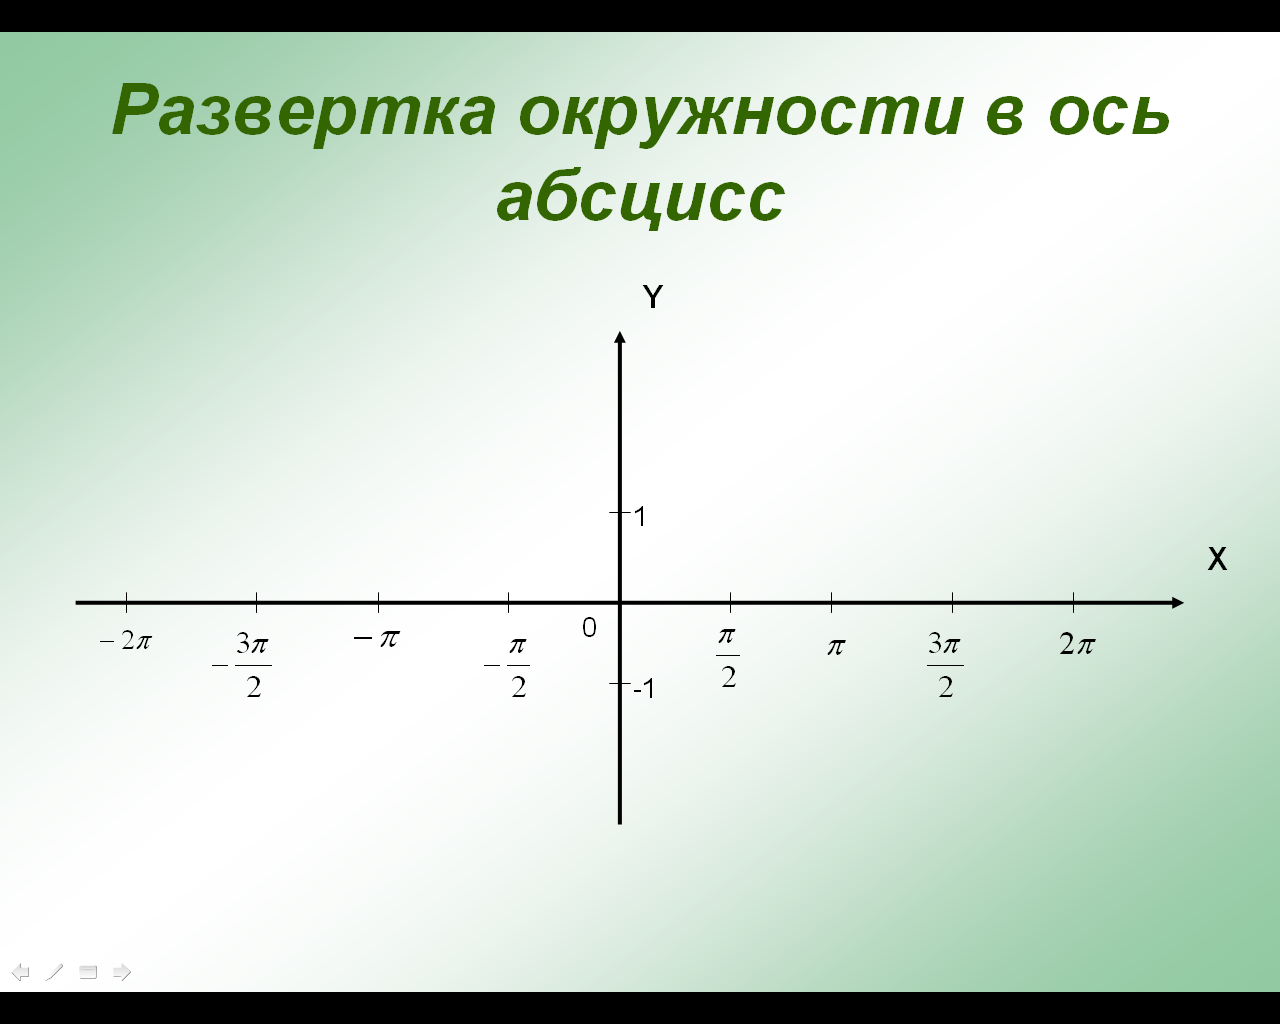 Развертка окружности в ось
абсцисс
Y
1
X
0
−2π
−3π/2
−π
−π/2
π/2
π
3π/2
2π
-1